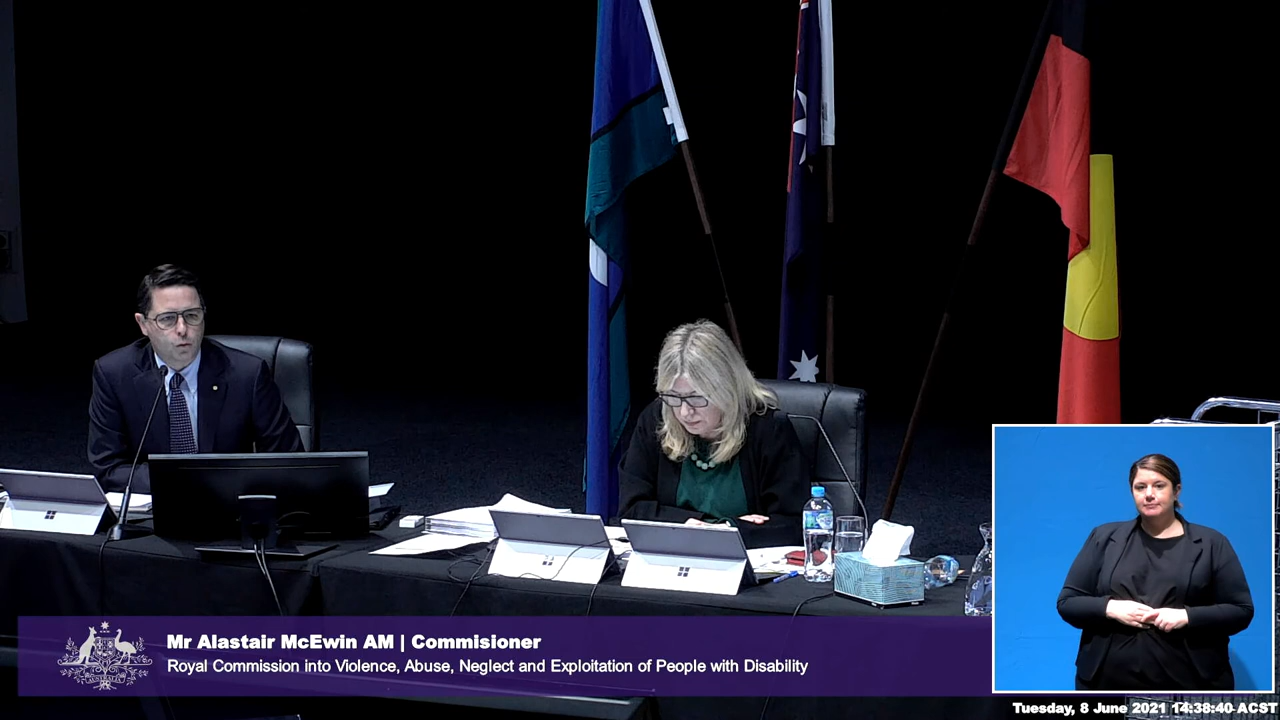 Mr Alastair McEwin AM | Commisioner
Royal Commission into Violence, Abuse, Neglect and Exploitation of People with Disability
Tuesday, 8 June 2021 14:38:40 ACST